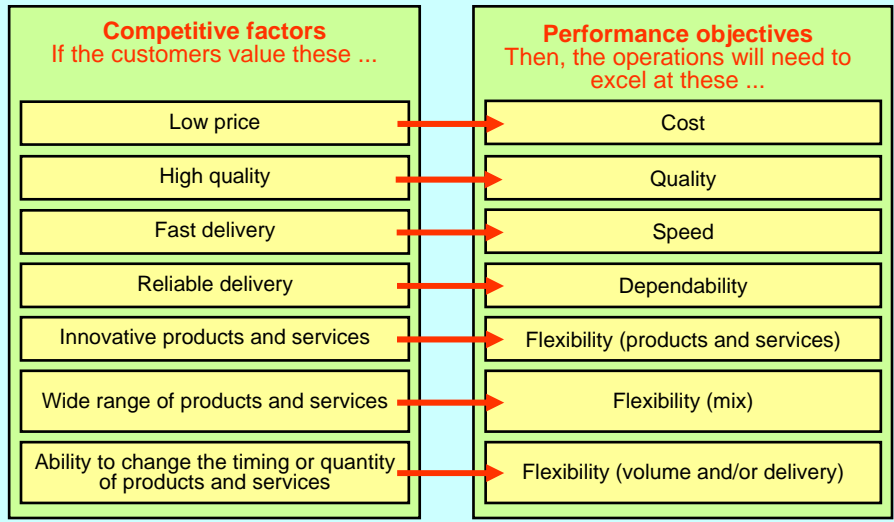 Competitive factors
If the customers value these ...
Low price
High quality
Fast delivery
Reliable delivery
Innovative products and services
Wide range of products and services
Ability to change the timing or quantity
of products and services
Performance objectives
Then, the operations will need to
excel at these ...
Cost
Quality
Speed
Dependability
Flexibility (products and services)
Flexibility (mix)
Flexibility (volume and/or delivery)